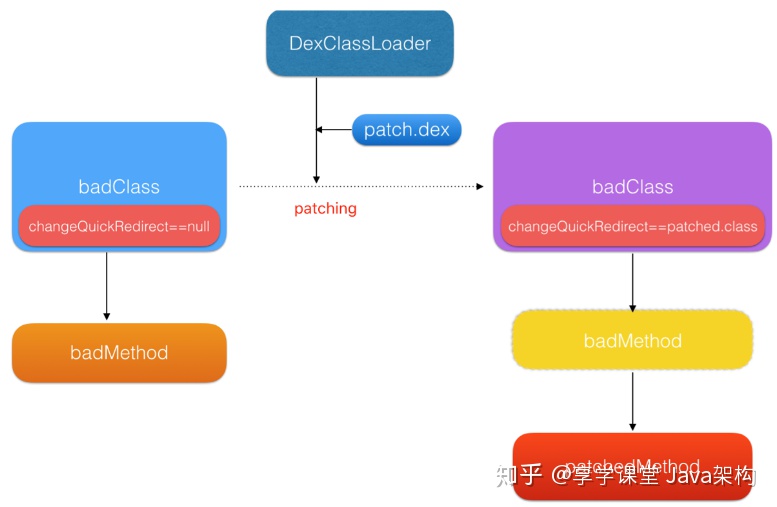 DexClassLoader
patch.dex
badClass
changeQuickRedirect==null
patching
badClass
changeQuickRedirect==patched.class
badMethod
badMethod
patchedMethod
知乎 @享学课堂 Java架构